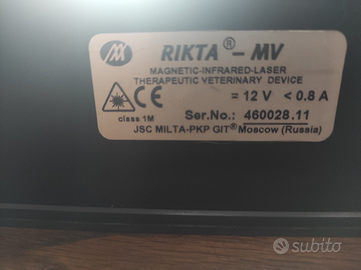 RIKTA® - MV
MAGNETIC-INFRARED-LASER
THERAPEUTIC VETERINARY DEVICE
CE = 12 V < 0.8 A
class 1M
Ser.No.: 460028.11
JSC MILTA-PKP GIT® Moscow (Russia)
subito